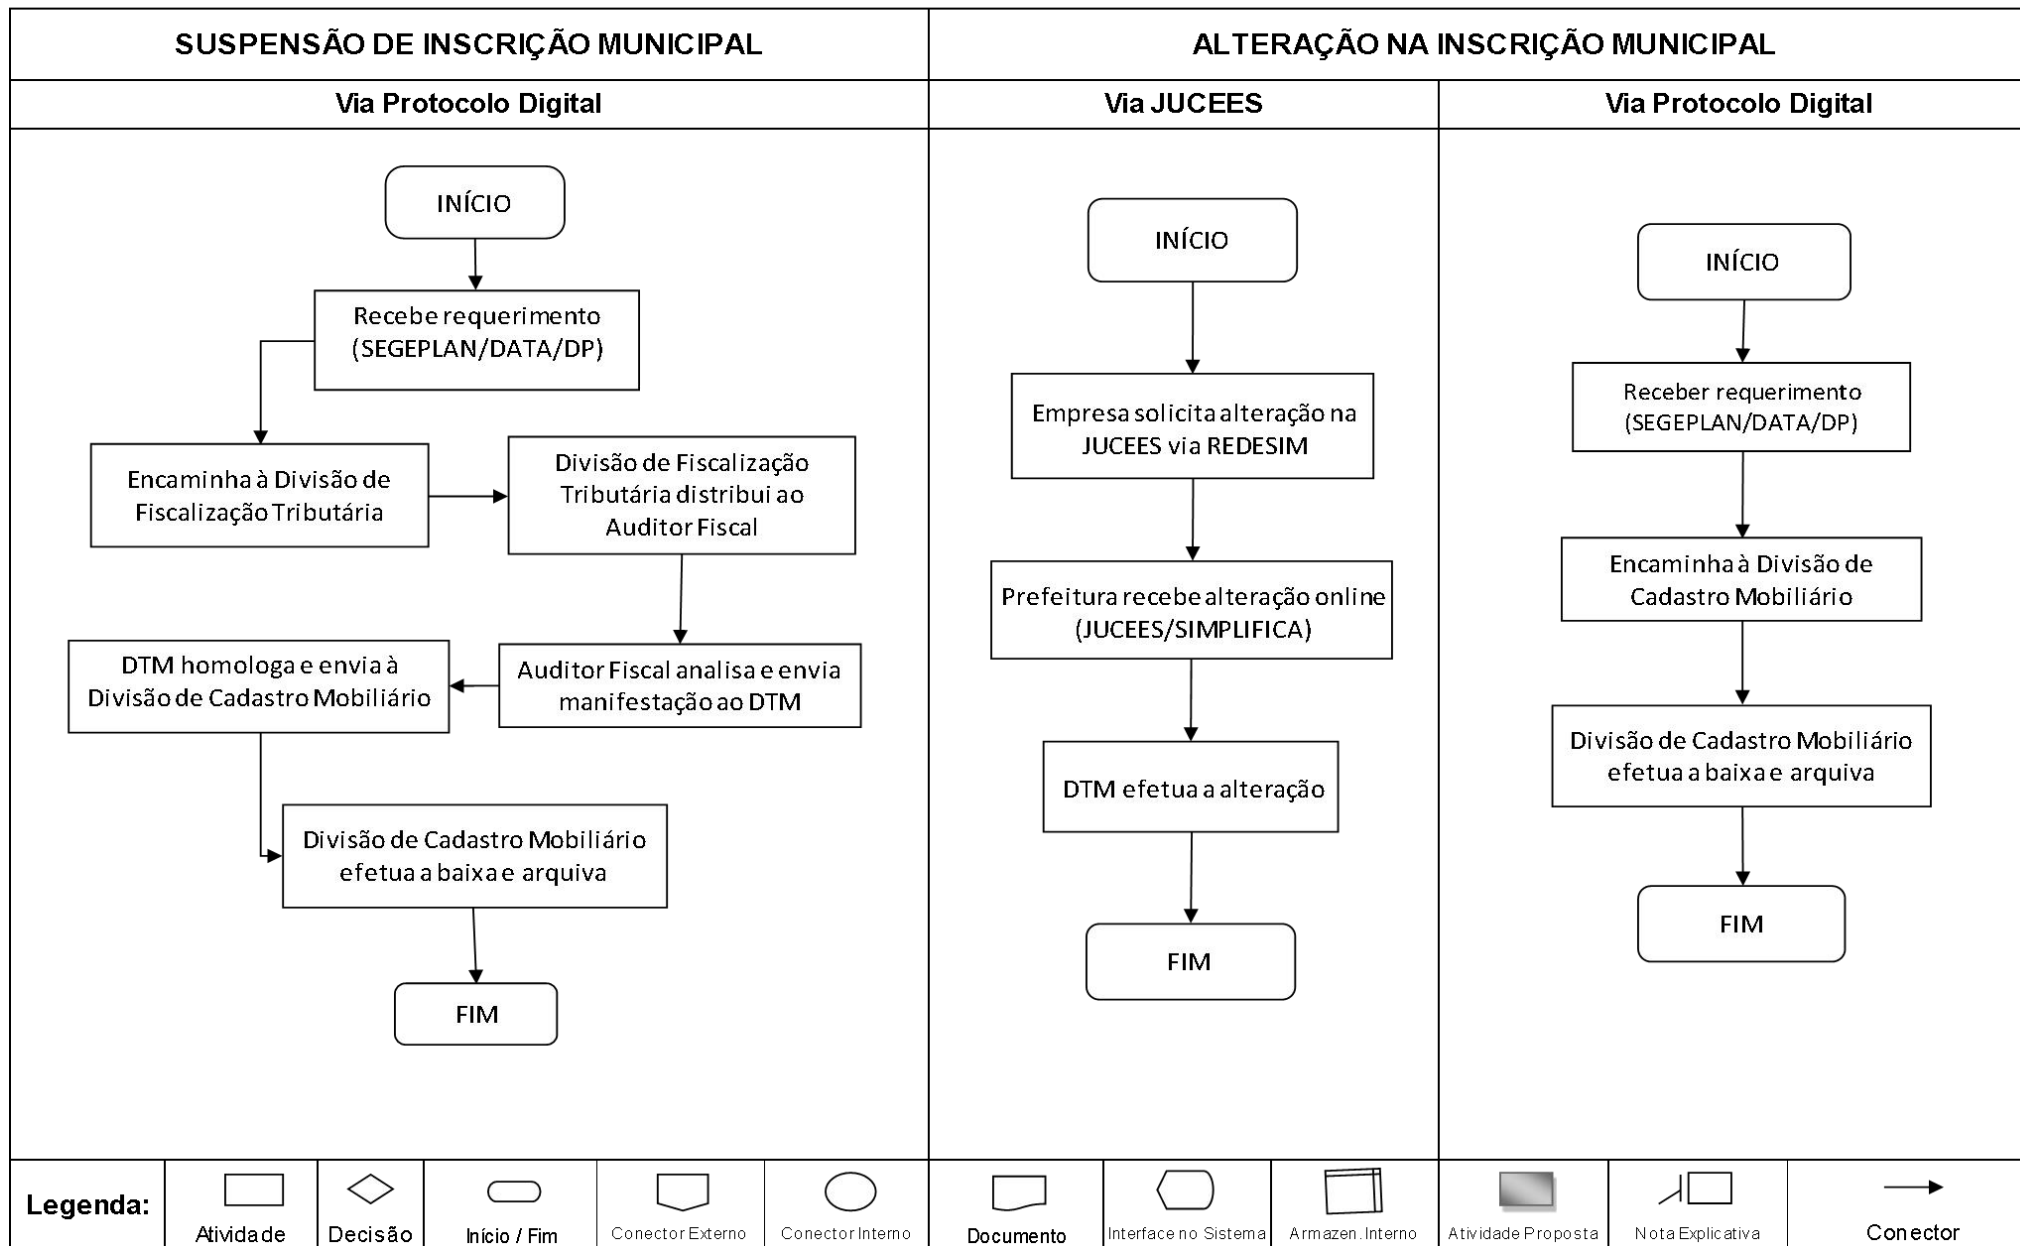 SUSPENSÃO DE INSCRIÇÃO MUNICIPAL
ALTERAÇÃO NA INSCRIÇÃO MUNICIPAL
Via Protocolo Digital
Via JUCEES
Via Protocolo Digital
INÍCIO
Recebe requerimento
(SEGEPLAN/DATA/DP)
Encaminha à Divisão de
Fiscalização Tributária
Divisão de Fiscalização
Tributária distribui ao
Auditor Fiscal
Auditor Fiscal analisa e envia
manifestação ao DTM
DTM homologa e envia à
Divisão de Cadastro Mobiliário
Divisão de Cadastro Mobiliário
efetua a baixa e arquiva
FIM
INÍCIO
Empresa solicita alteração na
JUCEES via REDESIM
Prefeitura recebe alteração online
(JUCEES/SIMPLIFICA)
DTM efetua a alteração
FIM
INÍCIO
Receber requerimento
(SEGEPLAN/DATA/DP)
Encaminha à Divisão de
Cadastro Mobiliário
Divisão de Cadastro Mobiliário
efetua a baixa e arquiva
FIM
Legenda:
Atividade
Decisão
Início / Fim
Conector Externo
Conector Interno
Documento
Interface no Sistema
Armazen. Interno
Atividade Proposta
Nota Explicativa
Conector